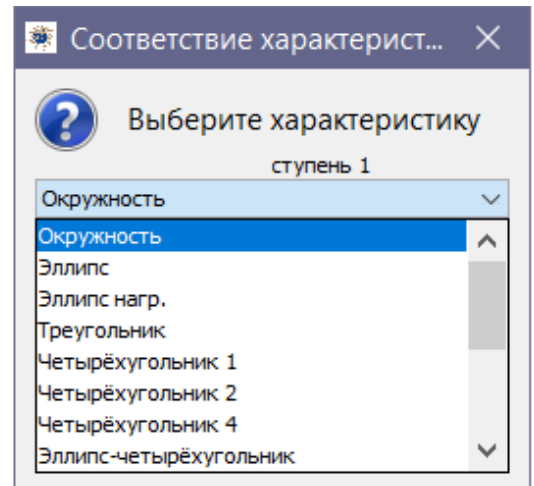 Соответствие характерист...
Выберите характеристику
ступень 1
Окружность
Окружность
Эллипс
Эллипс нагр.
Треугольник
Четырёхугольник 1
Четырёхугольник 2
Четырёхугольник 4
Эллипс-четырёхугольник